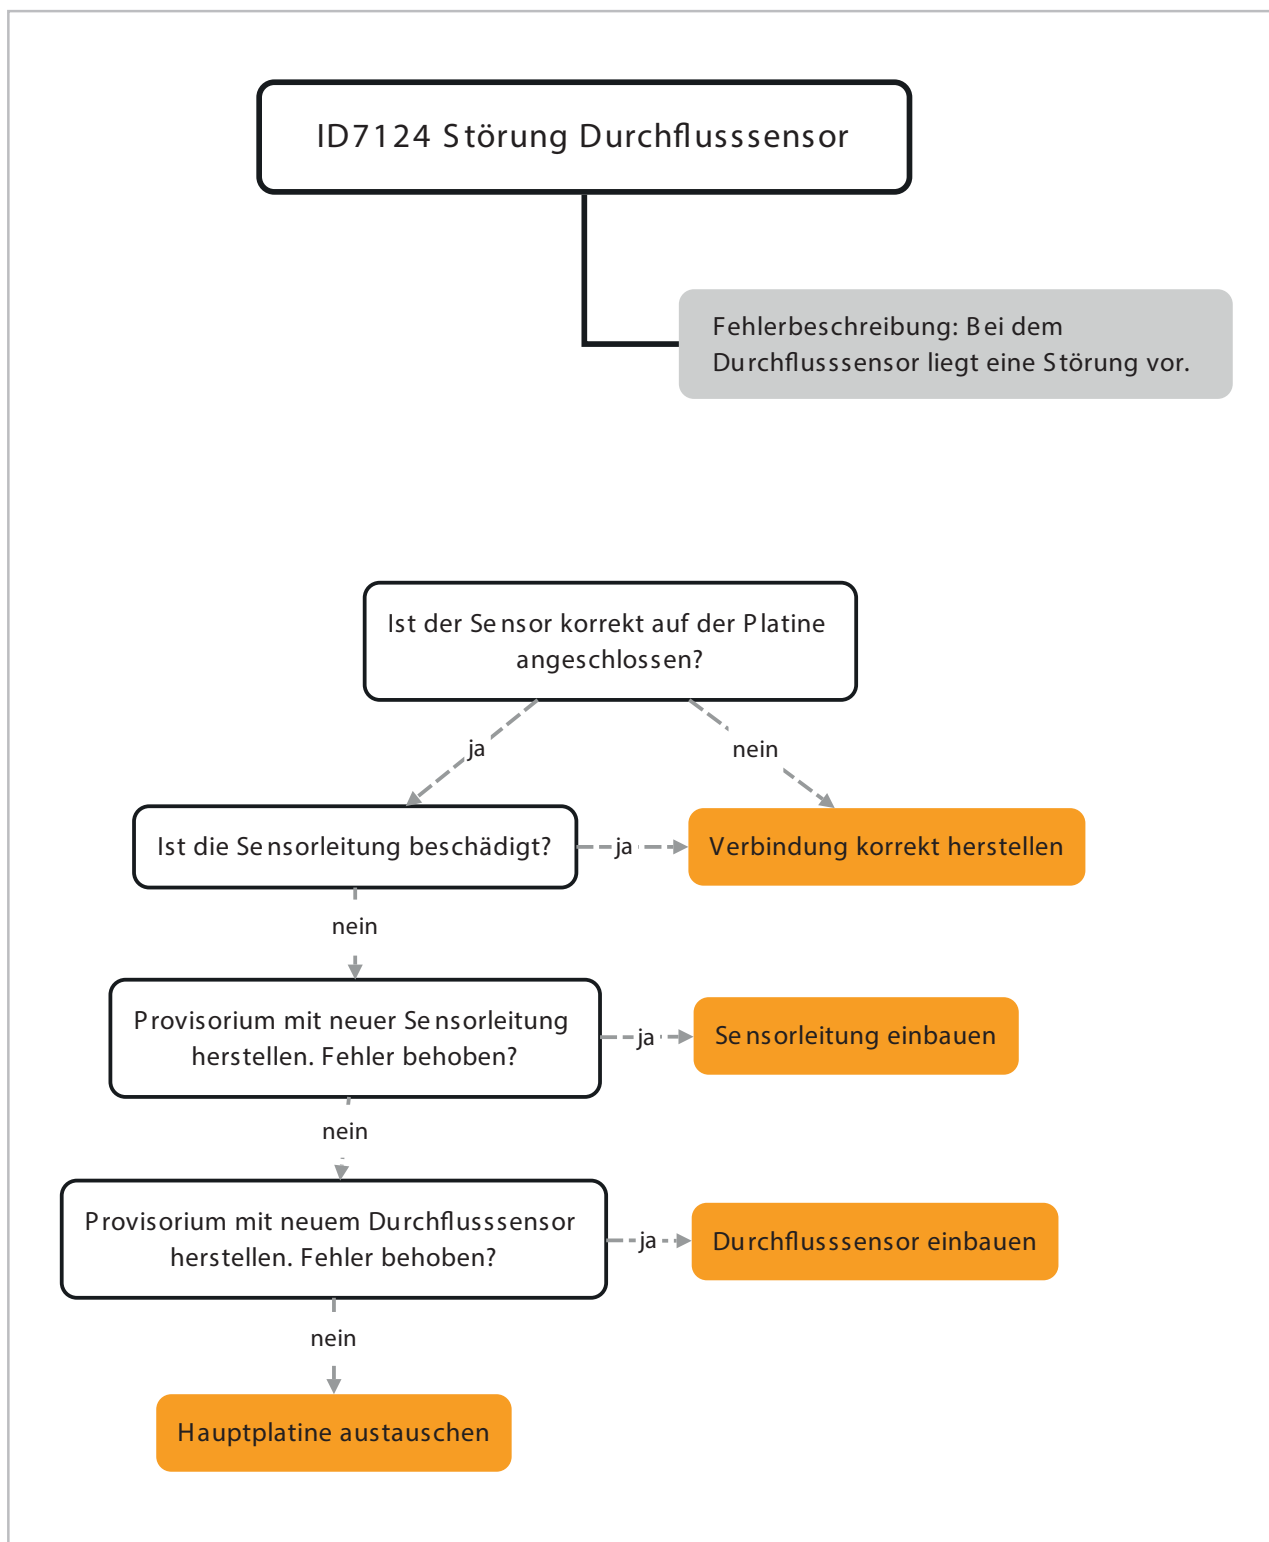 ID7124 Störung Durchflusssensor
Fehlerbeschreibung: Bei dem
Durchflusssensor liegt eine Störung vor.
Ist der Sensor korrekt auf der Platine
angeschlossen?
ja
nein
Ist die Sensorleitung beschädigt?
ja
Verbindung korrekt herstellen
nein
Provisorium mit neuer Sensorleitung
herstellen. Fehler behoben?
ja
Sensorleitung einbauen
nein
Provisorium mit neuem Durchflusssensor
herstellen. Fehler behoben?
ja
Durchflusssensor einbauen
nein
Hauptplatine austauschen